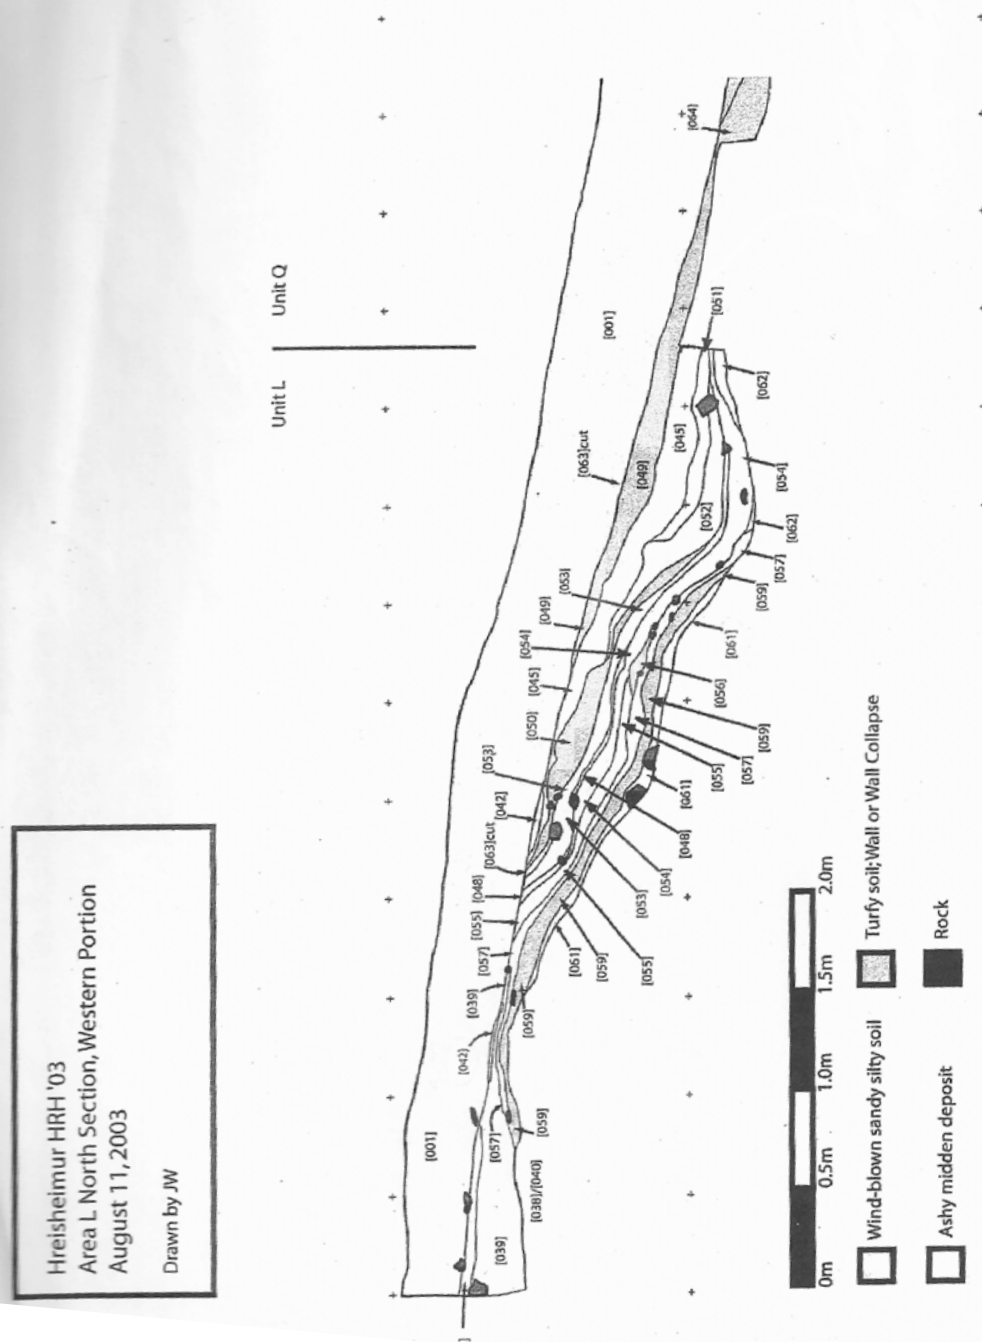 Hreisheimur HRH '03
Area L North Section, Western Portion
August 11, 2003
Drawn by JW
Unit L
Unit Q
[001]
[001]
[063]cut
[049]
[045]
[051]
[064]
[062]
[054]
[052]
[062]
[057]
[059]
[061]
[053]
[049]
[054]
[045]
[050]
[053]
[042]
[063]cut
[048]
[055]
[057]
[039]
[042]
[056]
[059]
[057]
[055]
[061]
[048]
[054]
[053]
[055]
[059]
[061]
[059]
[057]
[059]
[038]/[040]
[039]
]
0m
0.5m
1.0m
1.5m
2.0m
Wind-blown sandy silty soil
Turfy soil; Wall or Wall Collapse
Ashy midden deposit
Rock